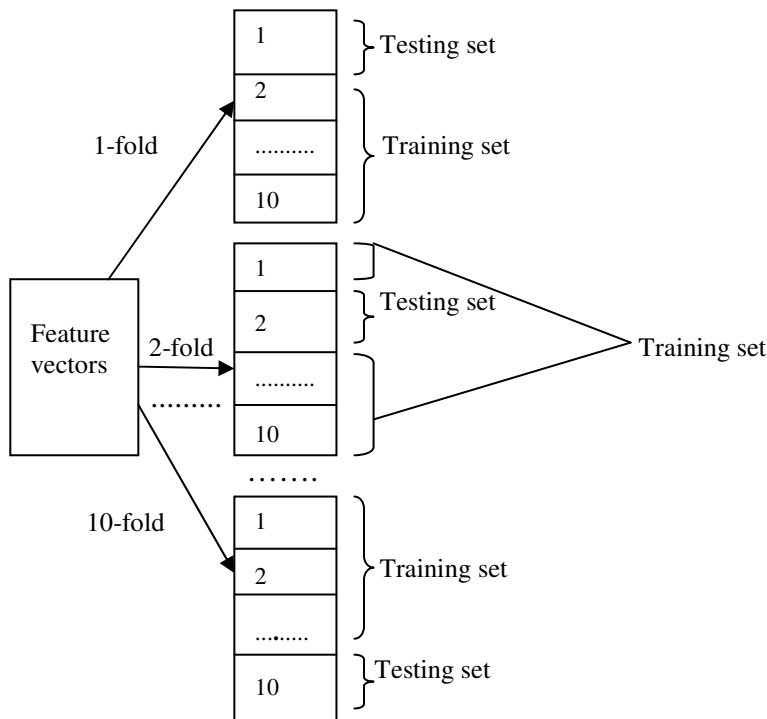 1
Testing set
2
1-fold
..........
Training set
10
1
Testing set
2
Feature
vectors
2-fold
..........
Training set
.........
10
.......
1
10-fold
2
Training set
..........
Testing set
10